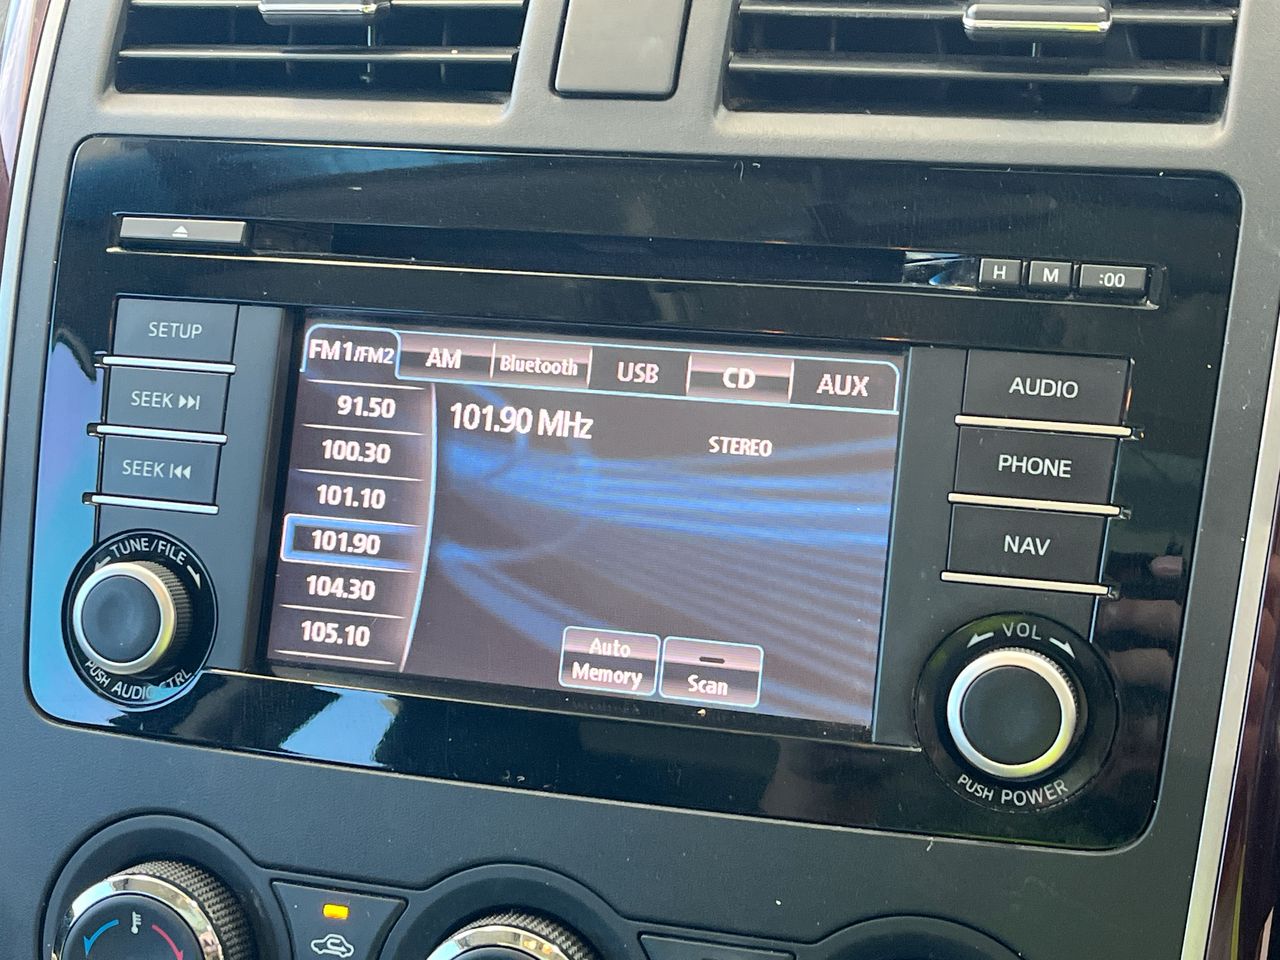 H M :00
SETUP
SEEK
SEEK
TUNE/FILE
PUSH AUDIO CTRL
FM1/FM2 AM Bluetooth USB CD AUX
91.50
100.30
101.10
101.90
104.30
105.10
101.90 MHz
STEREO
Auto
Memory
Scan
AUDIO
PHONE
NAV
VOL
PUSH POWER